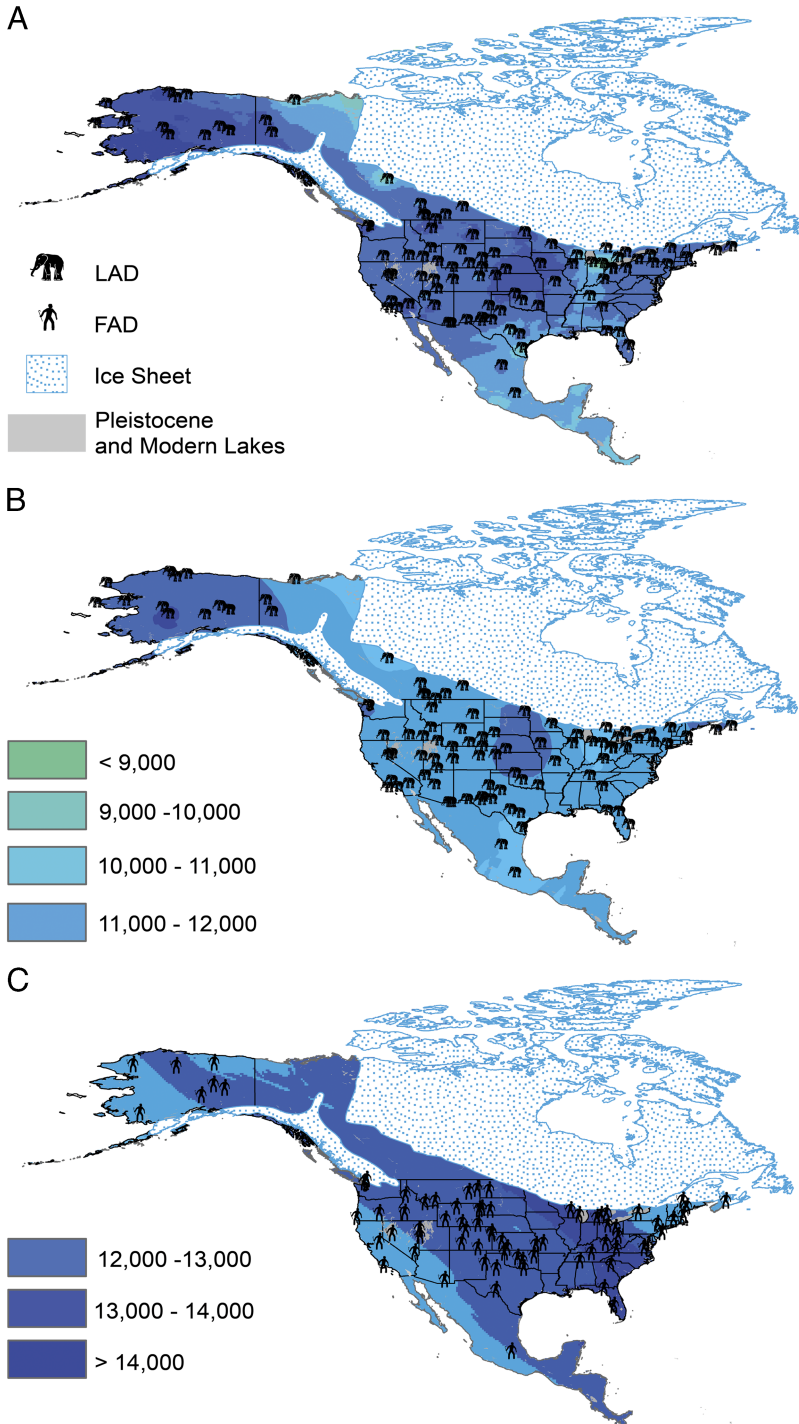 A
LAD
FAD
Ice Sheet
Pleistocene
and Modern Lakes
B
< 9,000
9,000 -10,000
10,000 - 11,000
11,000 - 12,000
C
12,000 -13,000
13,000 - 14,000
> 14,000